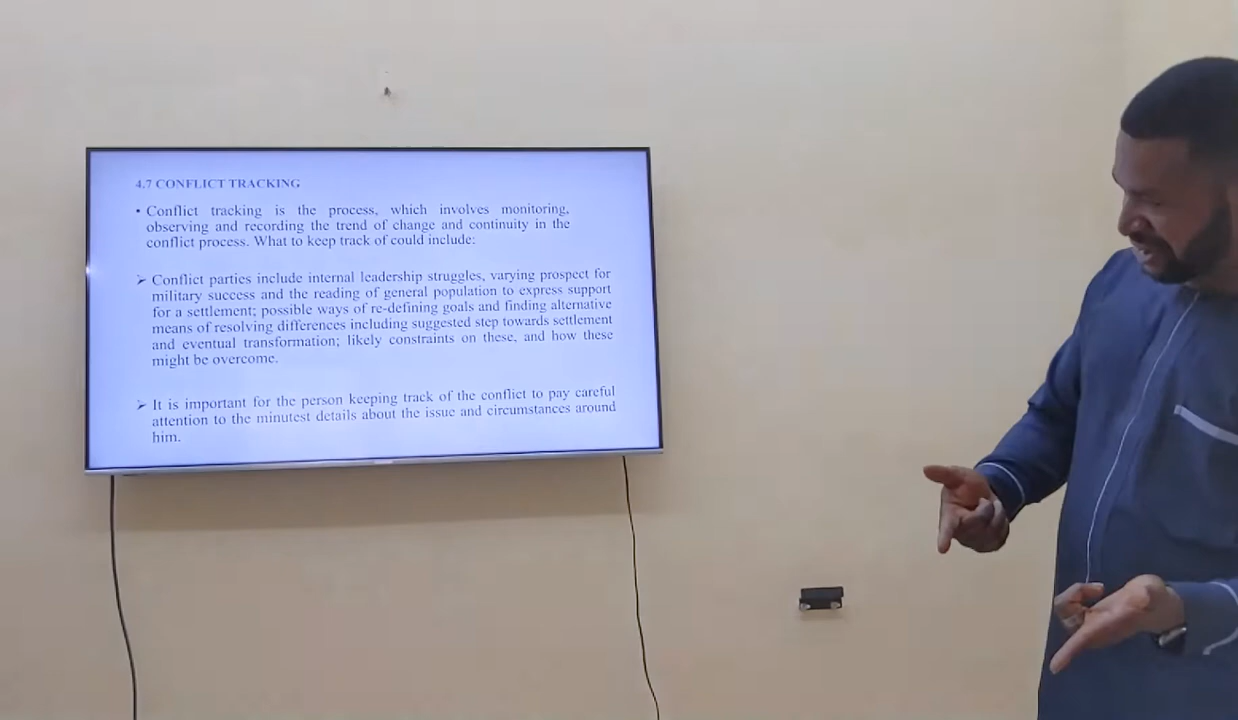 4.7 CONFLICT TRACKING
• Conflict tracking is the process, which involves monitoring,
observing and recording the trend of change and continuity in the
conflict process. What to keep track of could include:
➢ Conflict parties include internal leadership struggles, varying prospect for
military success and the reading of general population to express support
for a settlement; possible ways of re-defining goals and finding alternative
means of resolving differences including suggested step towards settlement
and eventual transformation; likely constraints on these, and how these
might be overcome.
➢ It is important for the person keeping track of the conflict to pay careful
attention to the minutest details about the issue and circumstances around
him.